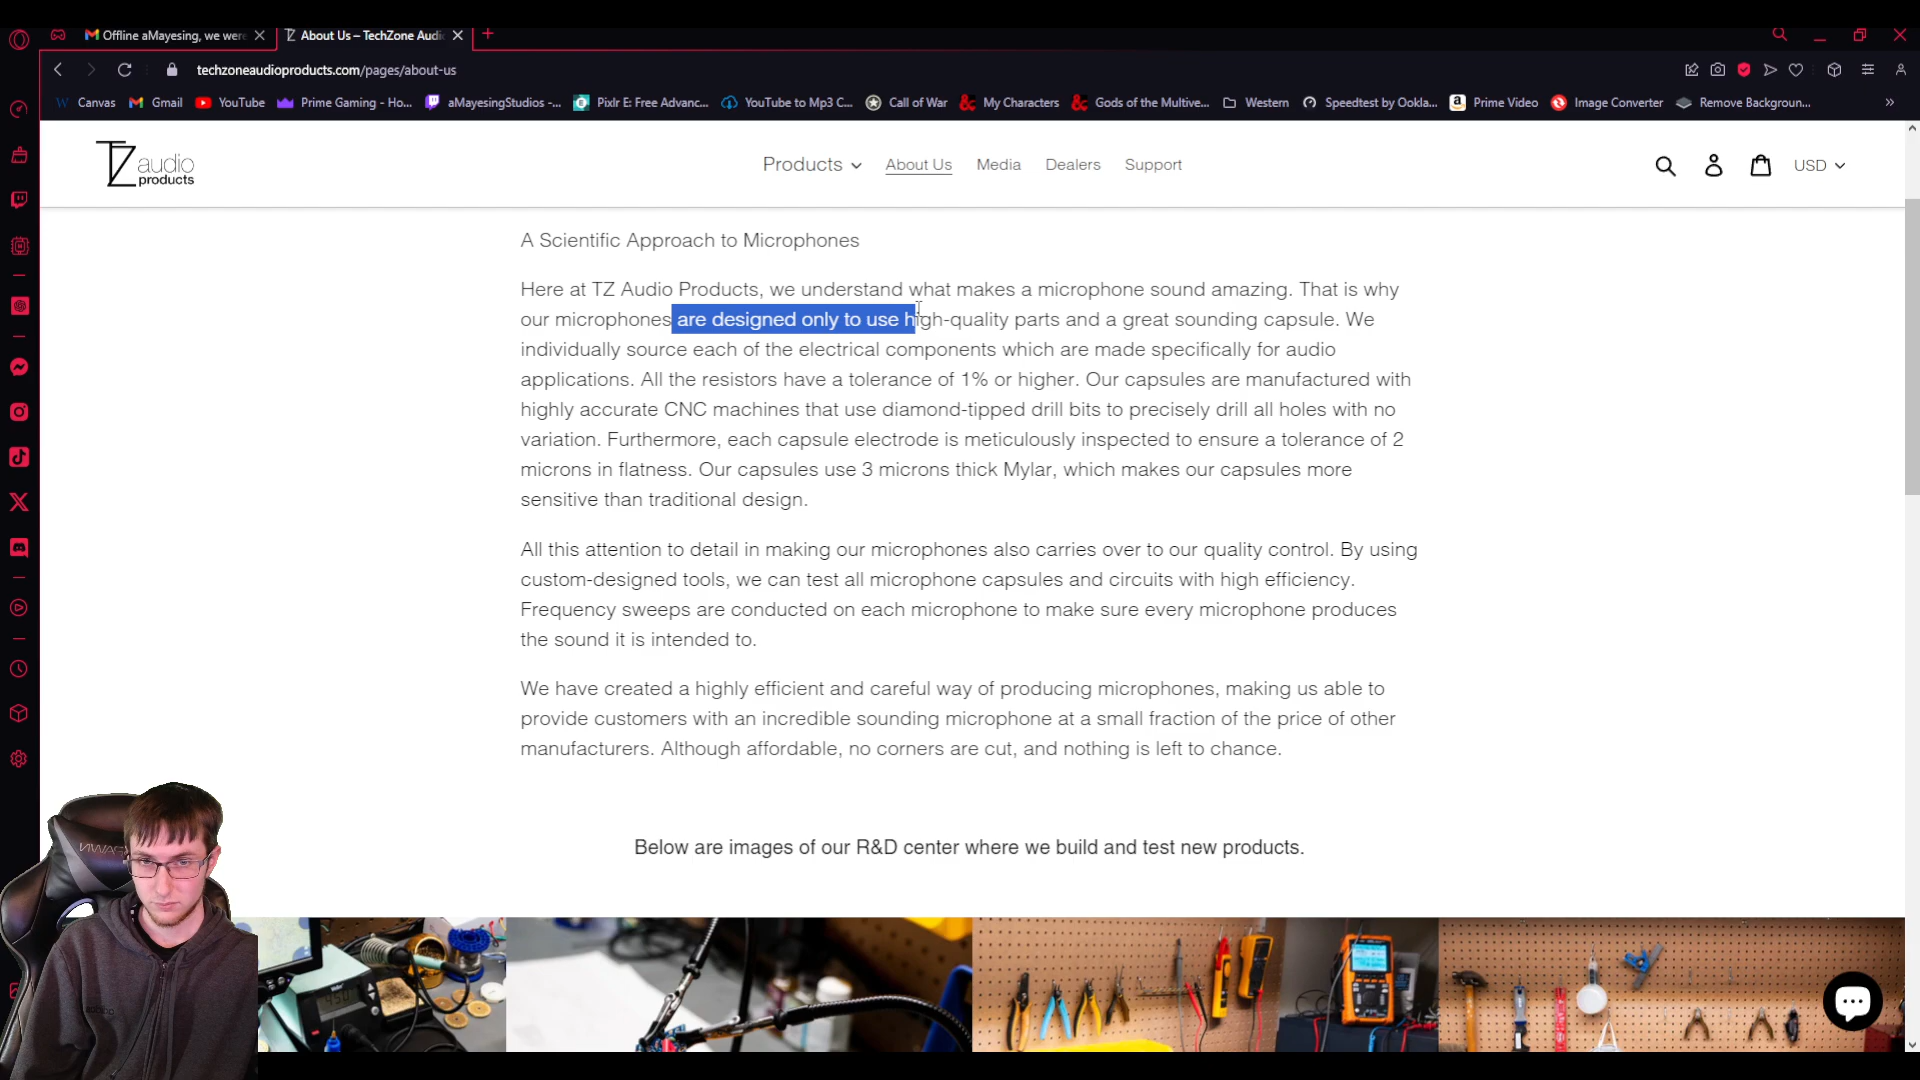 Offline aMayesing, we were
TZ About Us – TechZone Audi
techzoneaudioproducts.com/pages/about-us
Canvas
Gmail
YouTube
Prime Gaming - Ho...
aMayesingStudios -...
Pixlr E: Free Advanc...
YouTube to Mp3 C...
Call of War
My Characters
Gods of the Multive...
Western
Speedtest by Ookla...
Prime Video
Image Converter
Remove Backgroun...
TZ audio
products
Products
About Us
Media
Dealers
Support
USD
A Scientific Approach to Microphones
Here at TZ Audio Products, we understand what makes a microphone sound amazing. That is why
our microphones are designed only to use high-quality parts and a great sounding capsule. We
individually source each of the electrical components which are made specifically for audio
applications. All the resistors have a tolerance of 1% or higher. Our capsules are manufactured with
highly accurate CNC machines that use diamond-tipped drill bits to precisely drill all holes with no
variation. Furthermore, each capsule electrode is meticulously inspected to ensure a tolerance of 2
microns in flatness. Our capsules use 3 microns thick Mylar, which makes our capsules more
sensitive than traditional design.
All this attention to detail in making our microphones also carries over to our quality control. By using
custom-designed tools, we can test all microphone capsules and circuits with high efficiency.
Frequency sweeps are conducted on each microphone to make sure every microphone produces
the sound it is intended to.
We have created a highly efficient and careful way of producing microphones, making us able to
provide customers with an incredible sounding microphone at a small fraction of the price of other
manufacturers. Although affordable, no corners are cut, and nothing is left to chance.
Below are images of our R&D center where we build and test new products.